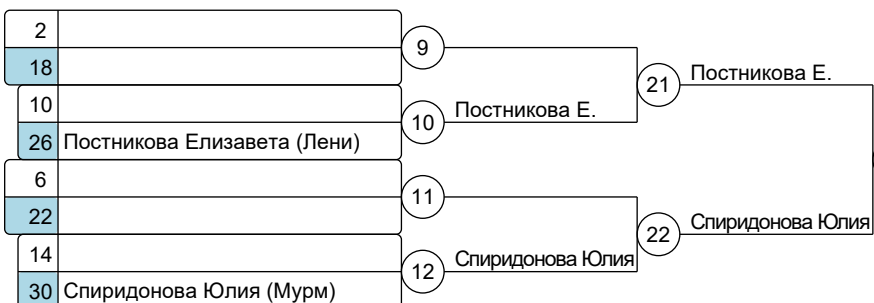 2
9
18
21 Постникова Е.
10
10 Постникова Е.
26 Постникова Елизавета (Лени)
6
11
22
22 Спиридонова Юлия
14
12 Спиридонова Юлия
30 Спиридонова Юлия (Мурм)